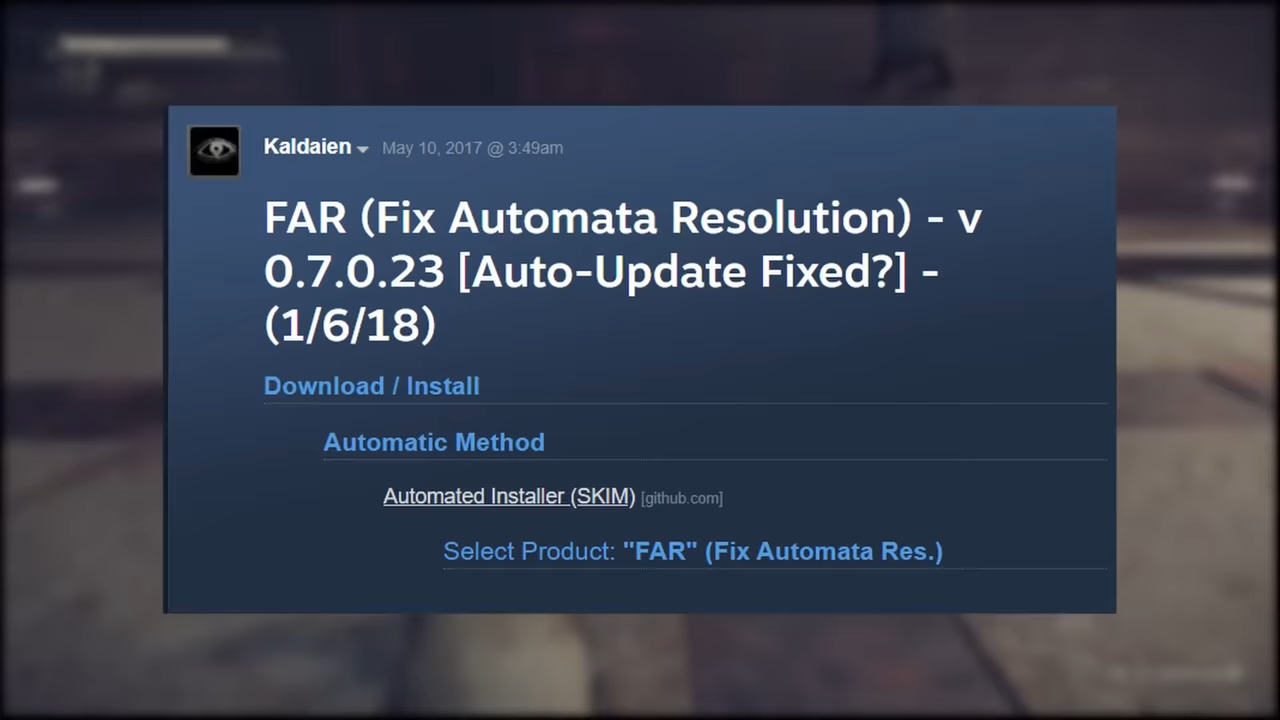 Kaldaien May 10, 2017 @ 3:49am
FAR (Fix Automata Resolution) - v
0.7.0.23 [Auto-Update Fixed?] -
(1/6/18)
Download / Install
Automatic Method
Automated Installer (SKIM) [github.com]
Select Product: "FAR" (Fix Automata Res.)